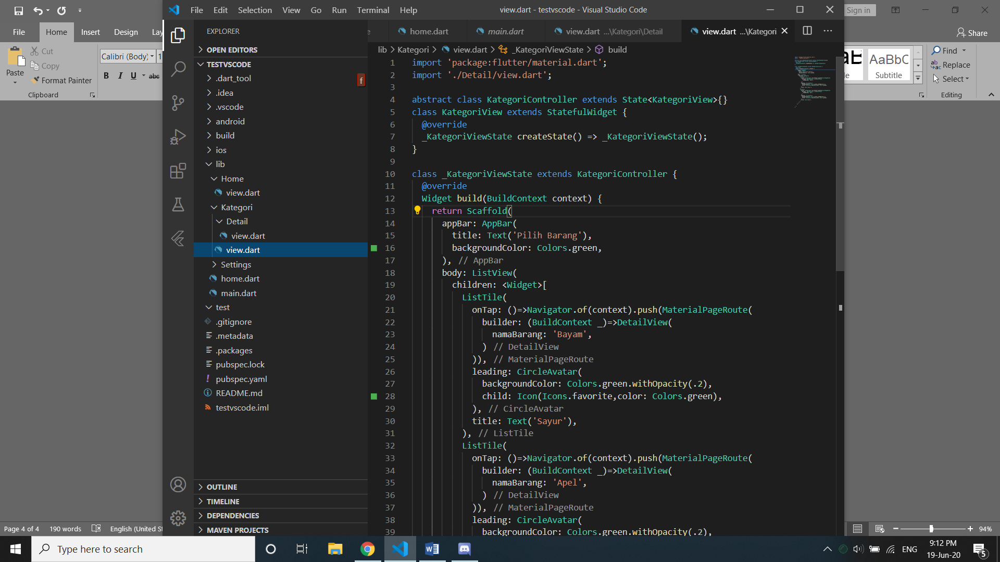 File Edit Selection View Go Run Terminal Help
view.dart - testvscode - Visual Studio Code
Sign in
File Home Insert Design
Share
Cut
Copy
Paste
Format Painter
Clipboard
Calibri (Body)
B I U abc
AaBbC
Subtitle
Find
Replace
Select
Editing
EXPLORER
OPEN EDITORS
TESTVSCODE
.dart_tool
.idea
.vscode
android
build
ios
lib
Home
view.dart
Kategori
Detail
view.dart
view.dart
Settings
home.dart
main.dart
test
.gitignore
.metadata
.packages
pubspec.lock
pubspec.yaml
README.md
testvscode.iml
OUTLINE
TIMELINE
DEPENDENCIES
MAVEN PROJECTS
f
home.dart
main.dart
view.dart ...\Kategori\Detail
view.dart ...\Kategori
lib > Kategori > view.dart > _KategoriViewState > build
1 import 'package:flutter/material.dart';
2 import './Detail/view.dart';
3
4 abstract class KategoriController extends State<KategoriView>{}
5 class KategoriView extends StatefulWidget {
6 @override
7 _KategoriViewState createState() => _KategoriViewState();
8 }
9
10 class _KategoriViewState extends KategoriController {
11 @override
12 Widget build(BuildContext context) {
13 return Scaffold(
14 appBar: AppBar(
15 title: Text('Pilih Barang'),
16 backgroundColor: Colors.green,
17 ), // AppBar
18 body: ListView(
19 children: <Widget>[
20 ListTile(
21 onTap: ()=>Navigator.of(context).push(MaterialPageRoute(
22 builder: (BuildContext _)=>DetailView(
23 namaBarang: 'Bayam',
24 ) // DetailView
25 )), // MaterialPageRoute
26 leading: CircleAvatar(
27 backgroundColor: Colors.green.withOpacity(.2),
28 child: Icon(Icons.favorite,color: Colors.green),
29 ), // CircleAvatar
30 title: Text('Sayur'),
31 ), // ListTile
32 ListTile(
33 onTap: ()=>Navigator.of(context).push(MaterialPageRoute(
34 builder: (BuildContext _)=>DetailView(
35 namaBarang: 'Apel',
36 ) // DetailView
37 )), // MaterialPageRoute
38 leading: CircleAvatar(
39 backgroundColor: Colors.green.withOpacity(.2),
Page 4 of 4 190 words English (United St
94%
Type here to search
ENG
9:12 PM
19-Jun-20
5